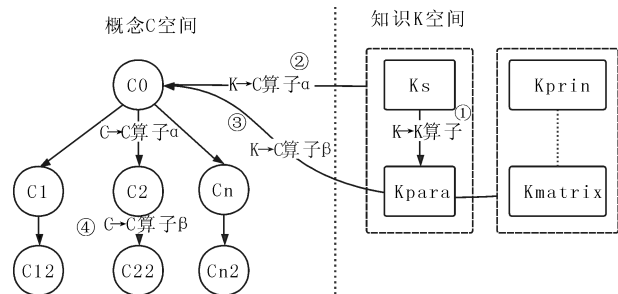 概念C空间
知识K空间
②
C0
K→C算子α
Ks
Kprin
①
C→C算子α
③
K→K算子
K→C算子β
C1
C2
Cn
Kpara
Kmatrix
④
C→C算子β
C12
C22
Cn2